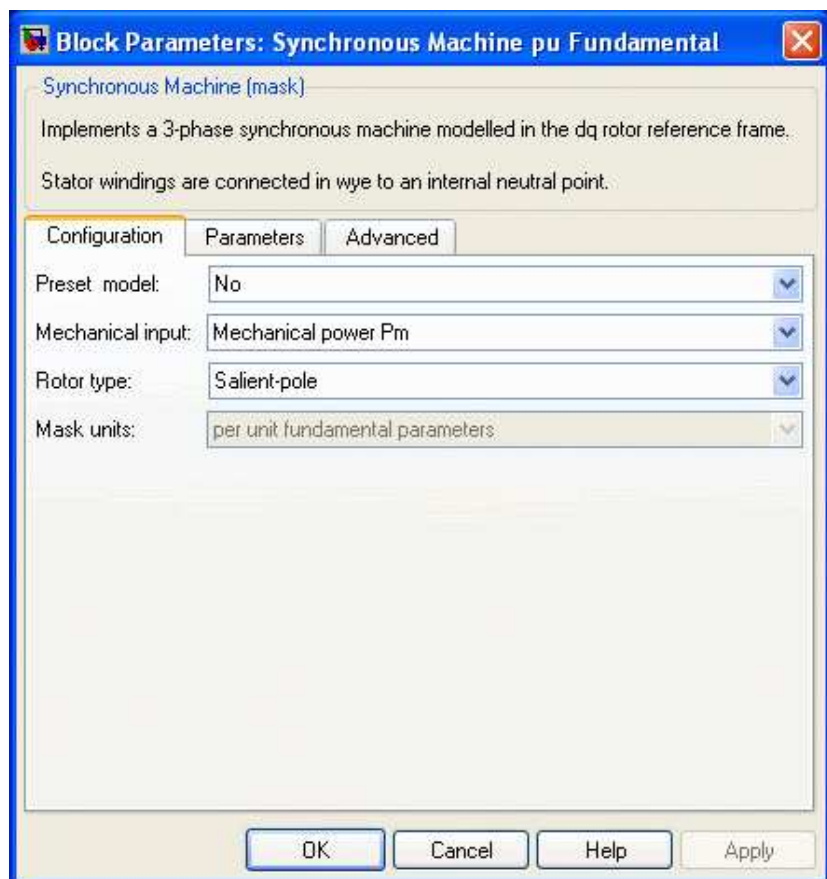 Block Parameters: Synchronous Machine pu Fundamental
Synchronous Machine (mask)
Implements a 3-phase synchronous machine modelled in the dq rotor reference frame.
Stator windings are connected in wye to an internal neutral point.
Configuration Parameters Advanced
Preset model: No
Mechanical input: Mechanical power Pm
Rotor type: Salient-pole
Mask units: per unit fundamental parameters
OK Cancel Help Apply